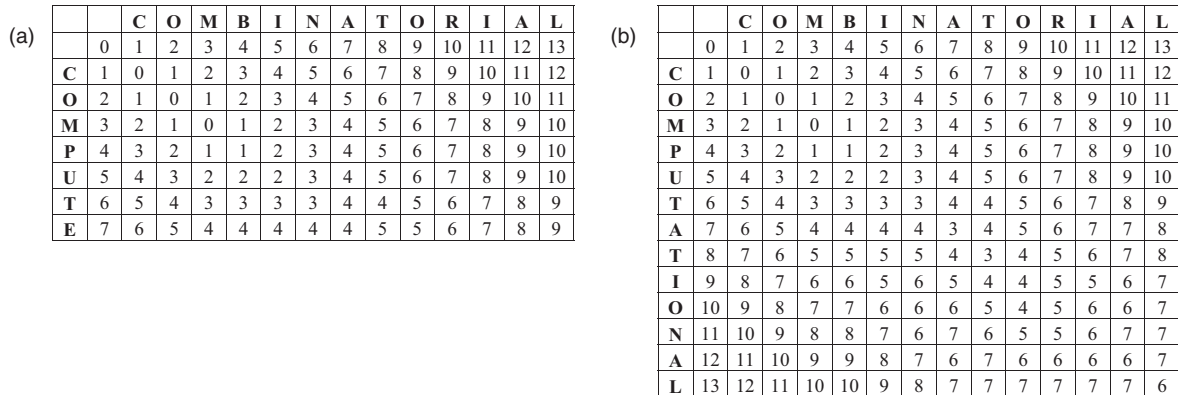 (a)
C O M B I N A T O R I A L
0 1 2 3 4 5 6 7 8 9 10 11 12 13
C 1 0 1 2 3 4 5 6 7 8 9 10 11 12
O 2 1 0 1 2 3 4 5 6 7 8 9 10 11
M 3 2 1 0 1 2 3 4 5 6 7 8 9 10
P 4 3 2 1 1 2 3 4 5 6 7 8 9 10
U 5 4 3 2 2 2 3 4 5 6 7 8 9 10
T 6 5 4 3 3 3 3 4 4 5 6 7 8 9
E 7 6 5 4 4 4 4 4 5 5 6 7 8 9
(b)
C O M B I N A T O R I A L
0 1 2 3 4 5 6 7 8 9 10 11 12 13
C 1 0 1 2 3 4 5 6 7 8 9 10 11 12
O 2 1 0 1 2 3 4 5 6 7 8 9 10 11
M 3 2 1 0 1 2 3 4 5 6 7 8 9 10
P 4 3 2 1 1 2 3 4 5 6 7 8 9 10
U 5 4 3 2 2 2 3 4 5 6 7 8 9 10
T 6 5 4 3 3 3 3 4 4 5 6 7 8 9
A 7 6 5 4 4 4 4 3 4 5 6 7 7 8
T 8 7 6 5 5 5 5 4 3 4 5 6 7 8
I 9 8 7 6 6 5 6 5 4 4 5 5 6 7
O 10 9 8 7 7 6 6 6 5 4 5 6 6 7
N 11 10 9 8 8 7 6 7 6 5 5 6 7 7
A 12 11 10 9 9 8 7 6 7 6 6 6 6 7
L 13 12 11 10 10 9 8 7 7 7 7 7 7 6